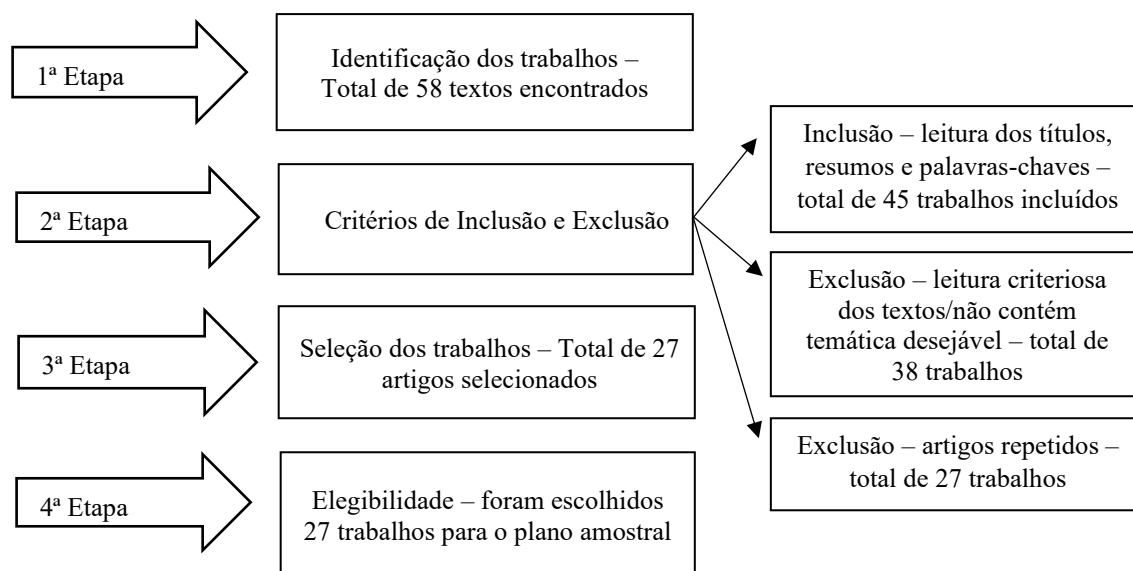 1ª Etapa
Identificação dos trabalhos –
Total de 58 textos encontrados
2ª Etapa
Critérios de Inclusão e Exclusão
Inclusão – leitura dos títulos,
resumos e palavras-chaves –
total de 45 trabalhos incluídos
Exclusão – leitura criteriosa
dos textos/não contém
temática desejável – total de
38 trabalhos
Exclusão – artigos repetidos –
total de 27 trabalhos
3ª Etapa
Seleção dos trabalhos – Total de 27
artigos selecionados
4ª Etapa
Elegibilidade – foram escolhidos
27 trabalhos para o plano amostral